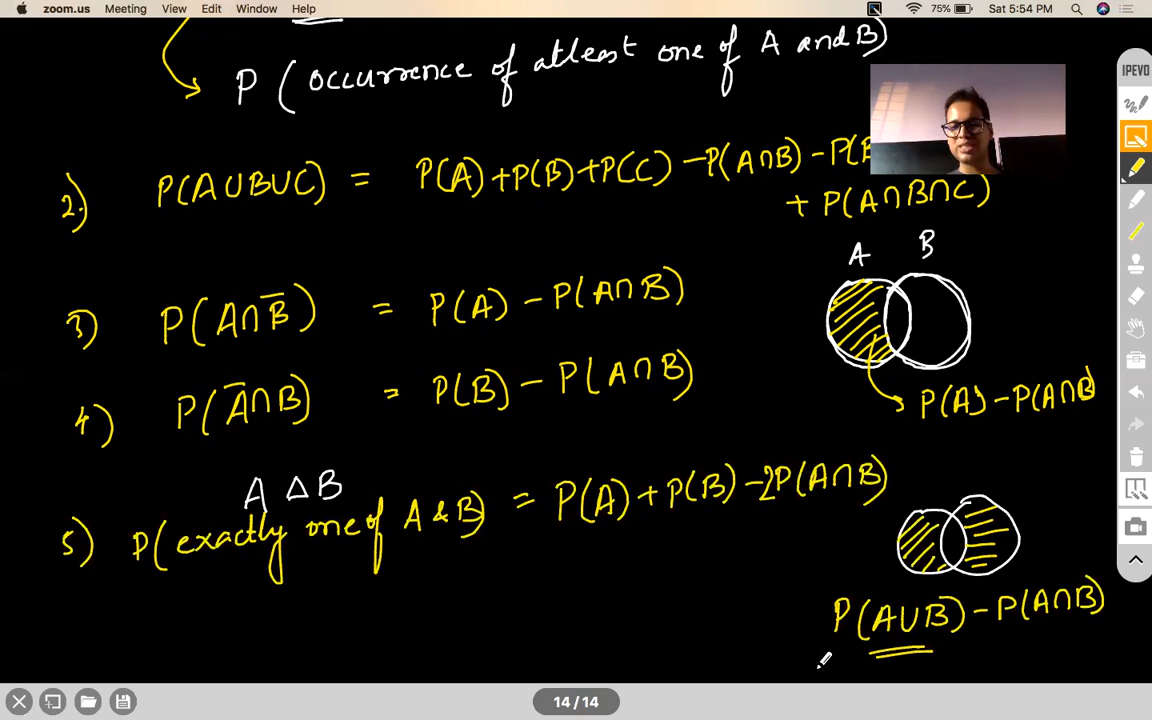 zoom.us Meeting View Edit Window Help 75% Sat 5:54 PM
P (occurrence of atleast one of A and B)
IPEVO
2.) P(A∪B∪C) = P(A)+P(B)+P(C) -P(A∩B) -P(B
+ P(A∩B∩C)
A B
3) P(A∩B̅) = P(A) - P(A∩B)
4) P(A̅∩B) = P(B) - P(A∩B)
P(A) - P(A∩B)
A Δ B
5) P(exactly one of A & B) = P(A) + P(B) -2P(A∩B)
P(A∪B) - P(A∩B)
14 / 14